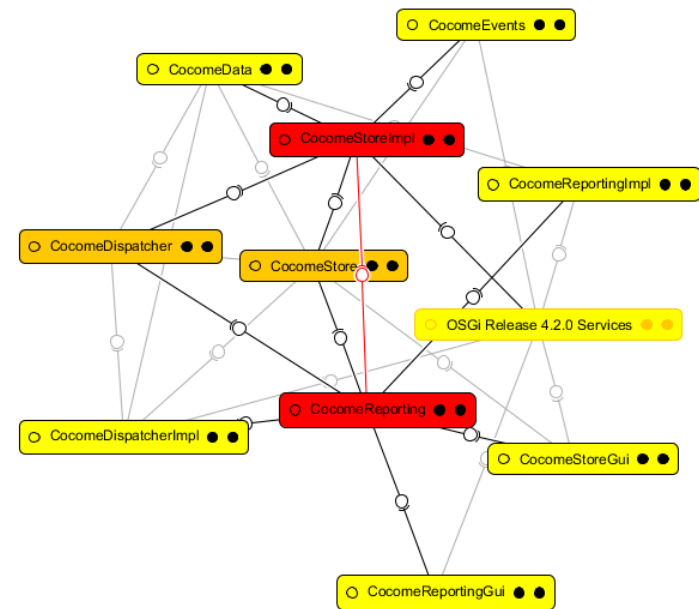 CocomeEvents
CocomeData
CocomeStoreImpl
CocomeReportingImpl
CocomeDispatcher
CocomeStore
OSGi Release 4.2.0 Services
CocomeReporting
CocomeDispatcherImpl
CocomeStoreGui
CocomeReportingGui